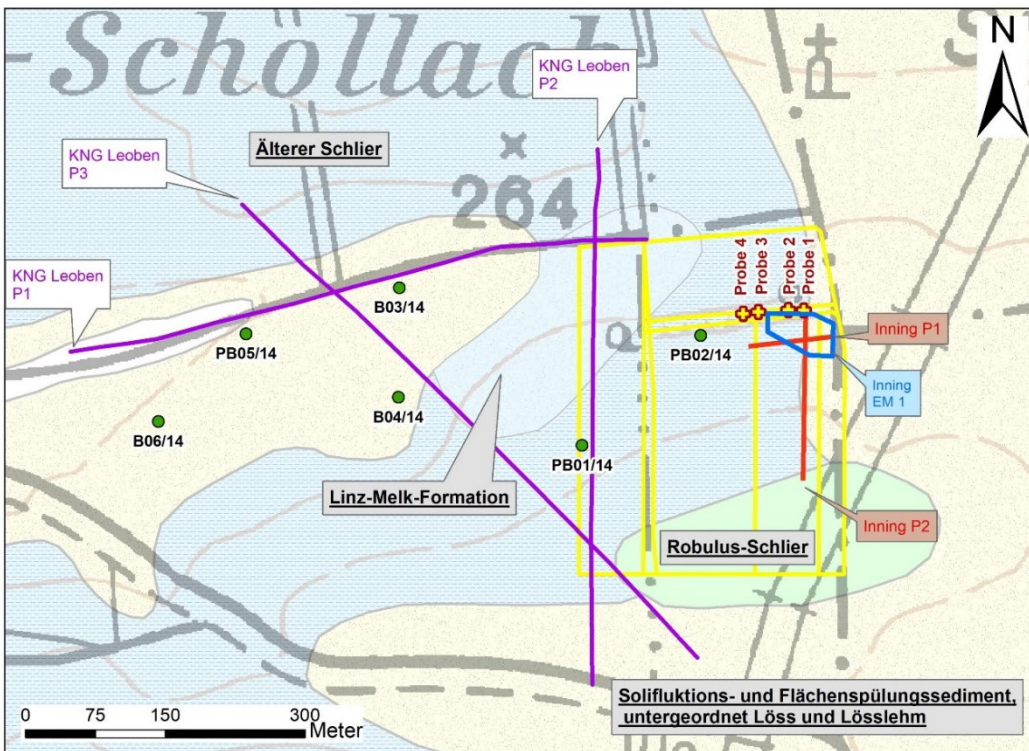 -Schöllach
S
N
KNG Leoben
P2
KNG Leoben
P3
Älterer Schlier
264
KNG Leoben
P1
Probe 4
Probe 3
Probe 2
Probe 1
B03/14
PB05/14
PB02/14
Inning P1
Inning
EM 1
B04/14
B06/14
PB01/14
Linz-Melk-Formation
Inning P2
Robulus-Schlier
Solifluktions- und Flächenspülungssediment,
untergeordnet Löss und Lösslehm
0 75 150 300
Meter